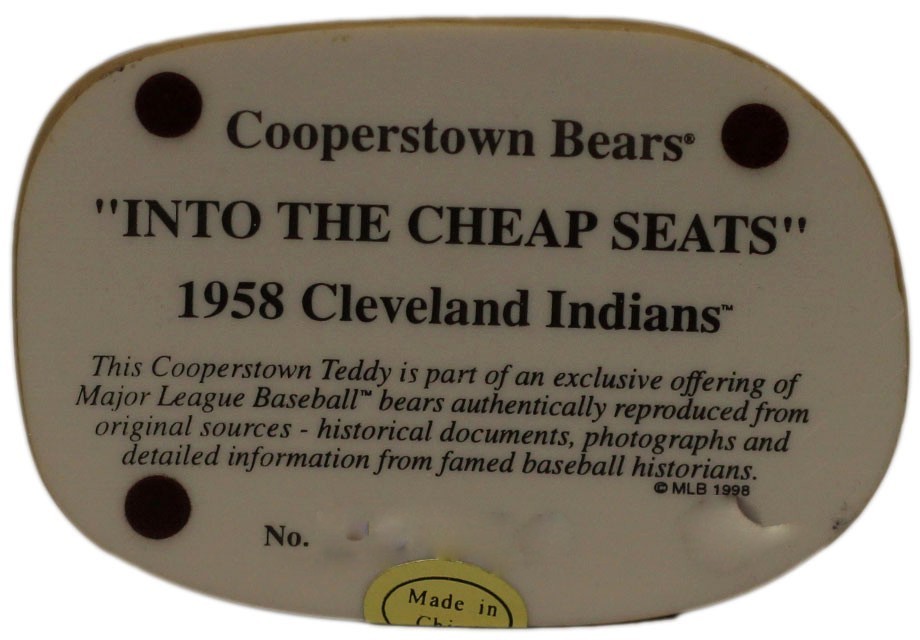 Cooperstown Bears®
"INTO THE CHEAP SEATS"
1958 Cleveland Indians™
This Cooperstown Teddy is part of an exclusive offering of
Major League Baseball™ bears authentically reproduced from
original sources - historical documents, photographs and
detailed information from famed baseball historians.
© MLB 1998
No.
Made in